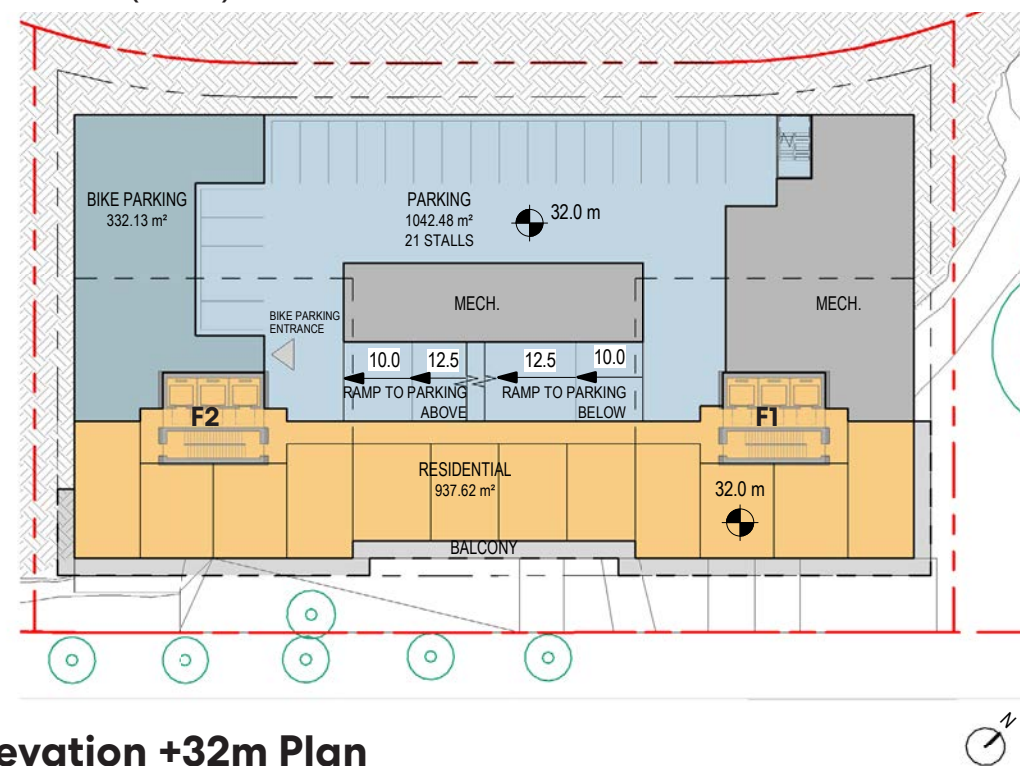 BIKE PARKING
332.13 m²
PARKING
1042.48 m²
21 STALLS
32.0 m
MECH.
MECH.
BIKE PARKING
ENTRANCE
10.0
12.5
12.5
10.0
RAMP TO PARKING
ABOVE
RAMP TO PARKING
BELOW
F2
F1
RESIDENTIAL
937.62 m²
32.0 m
BALCONY
N
evation +32m Plan